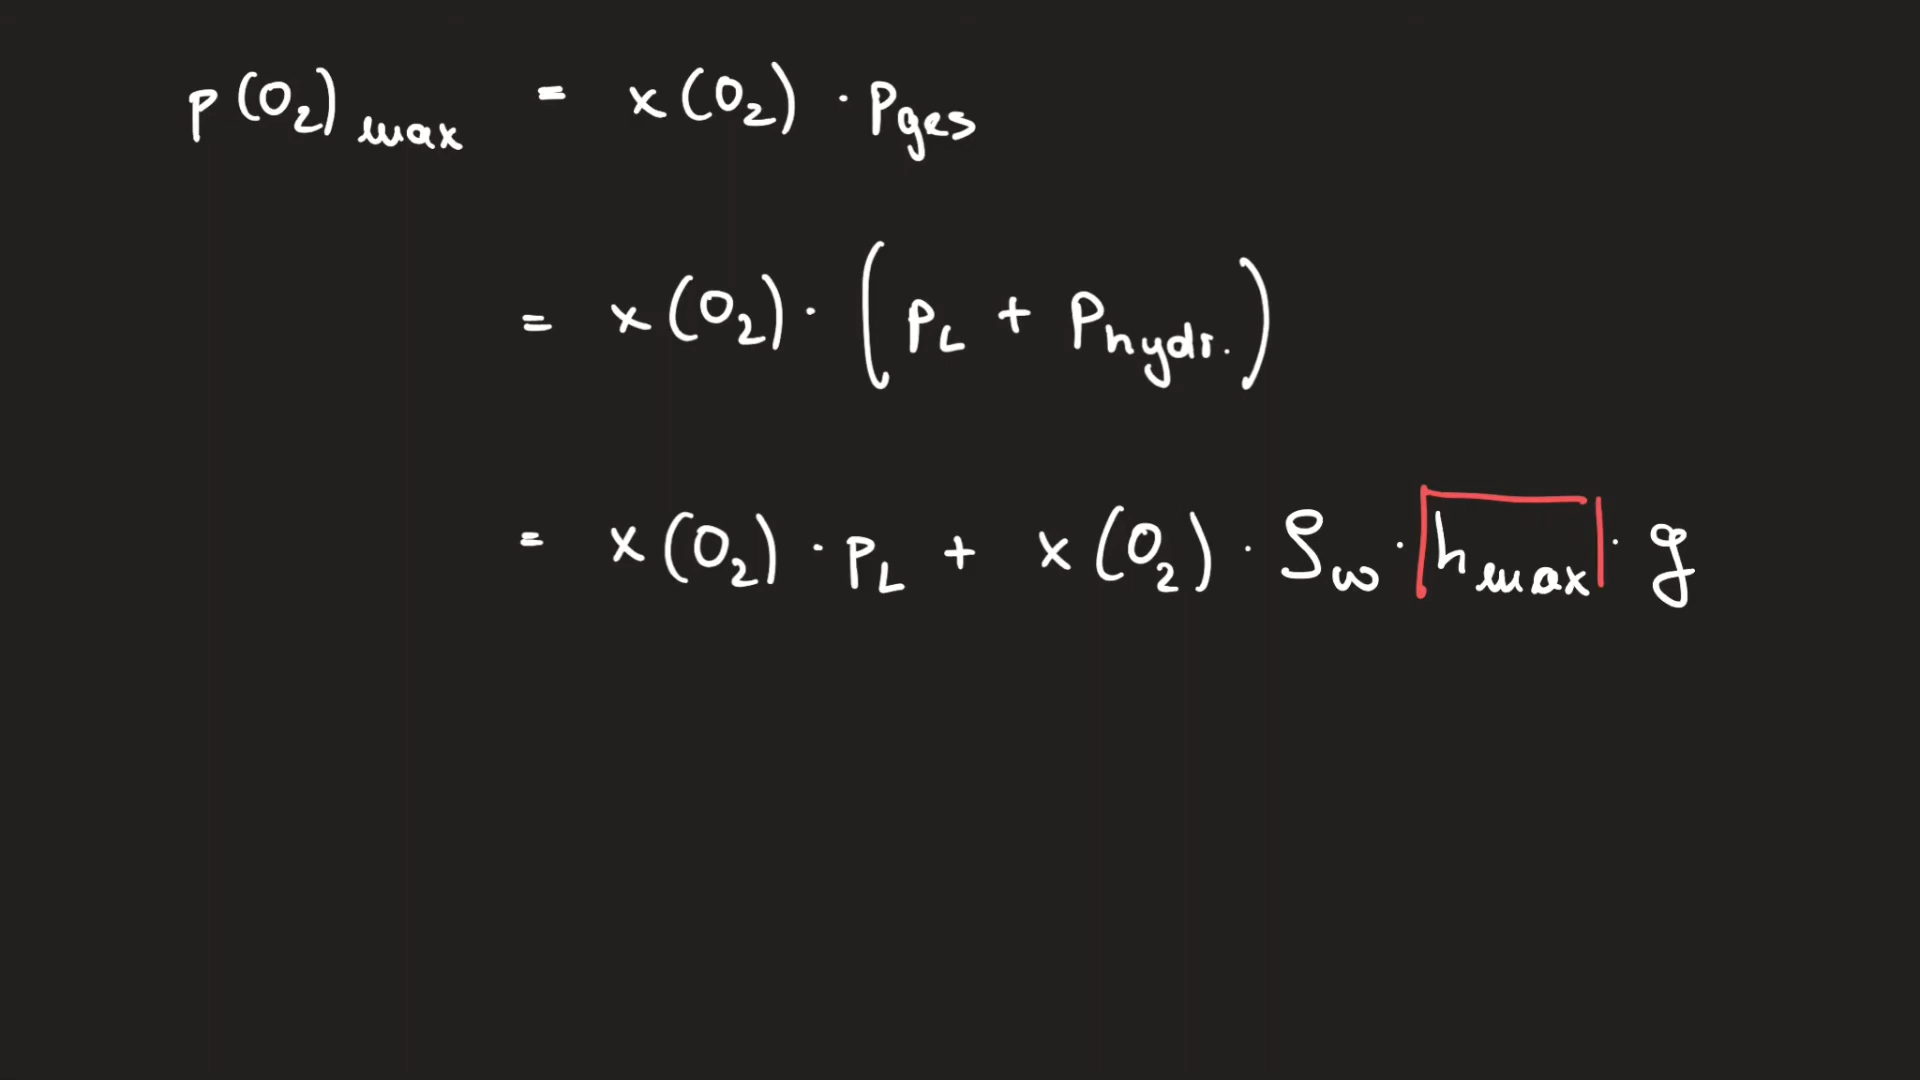 p(O₂)max = x(O₂) · pges
= x(O₂) · (pL + phydr.)
= x(O₂) · pL + x(O₂) · ρw · hmax · g